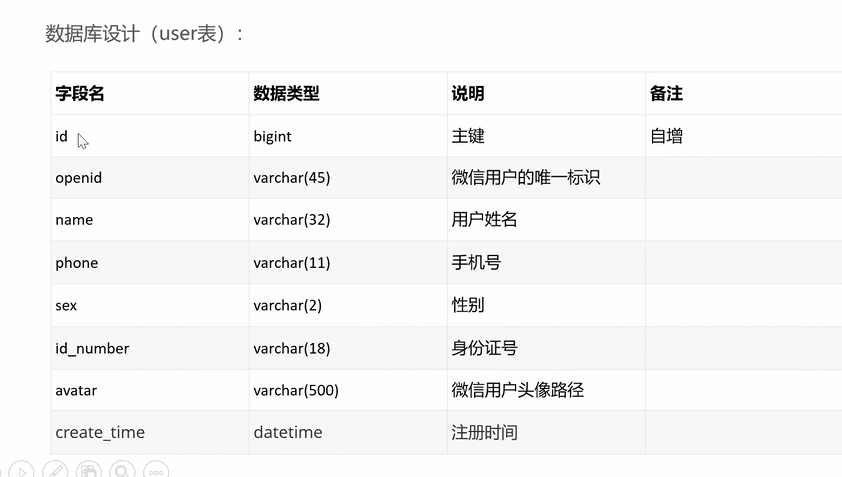 数据库设计（user表）：
字段名 数据类型 说明 备注
id bigint 主键 自增
openid varchar(45) 微信用户的唯一标识
name varchar(32) 用户姓名
phone varchar(11) 手机号
sex varchar(2) 性别
id_number varchar(18) 身份证号
avatar varchar(500) 微信用户头像路径
create_time datetime 注册时间